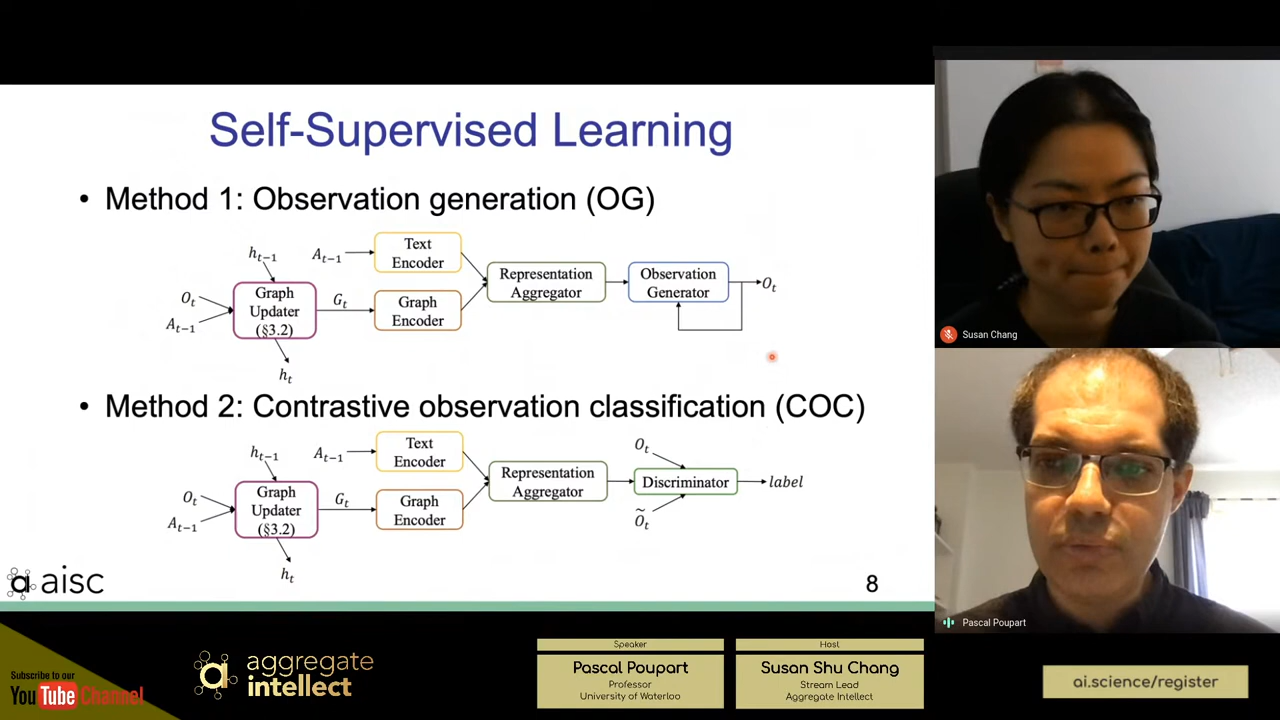 Self-Supervised Learning
• Method 1: Observation generation (OG)
h_{t-1}
A_{t-1}
Text
Encoder
O_t
A_{t-1}
Graph
Updater
(§3.2)
G_t
Graph
Encoder
Representation
Aggregator
Observation
Generator
O_t
h_t
• Method 2: Contrastive observation classification (COC)
h_{t-1}
A_{t-1}
Text
Encoder
O_t
A_{t-1}
Graph
Updater
(§3.2)
G_t
Graph
Encoder
Representation
Aggregator
O_t
Discriminator
label
Õ_t
h_t
a aisc
8
Susan Chang
Pascal Poupart
Subscribe to our
YouTube Channel
a aggregate
intellect
Speaker
Pascal Poupart
Professor
University of Waterloo
Host
Susan Shu Chang
Stream Lead
Aggregate Intellect
ai.science/register